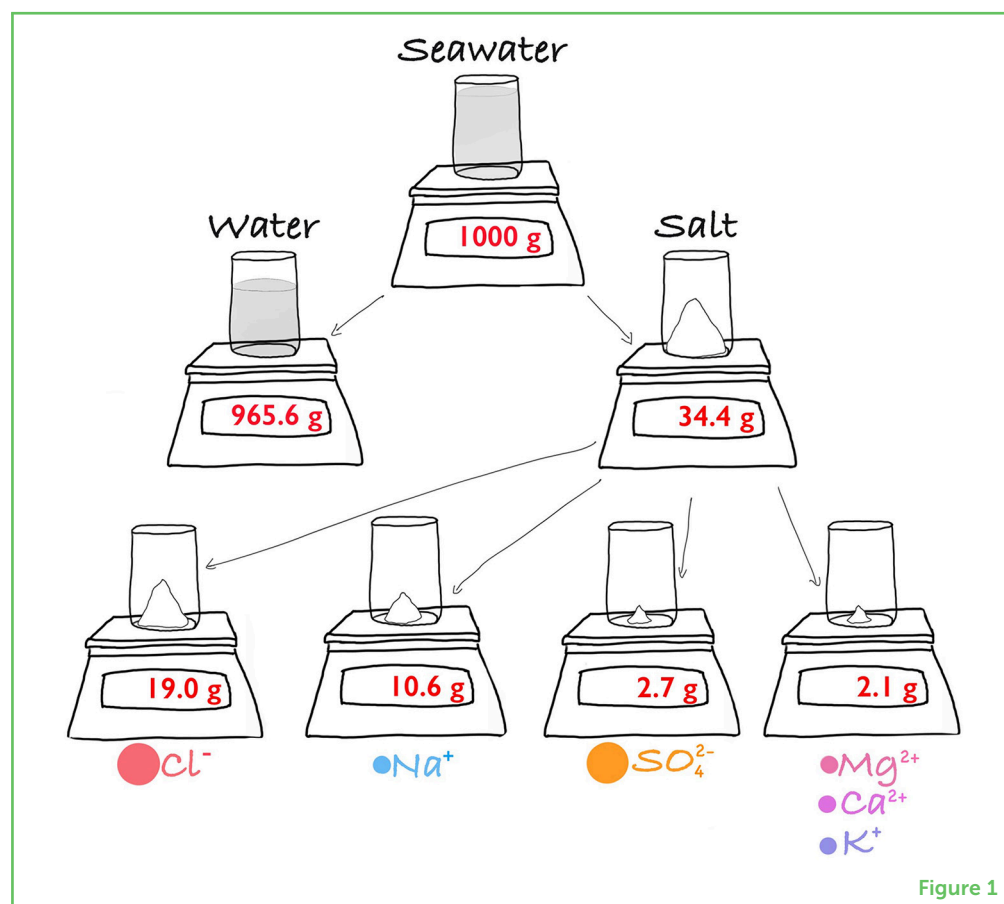 Seawater
1000 g
Water
Salt
965.6 g
34.4 g
19.0 g
10.6 g
2.7 g
2.1 g
Cl⁻
Na⁺
SO₄²⁻
Mg²⁺
Ca²⁺
K⁺
Figure 1